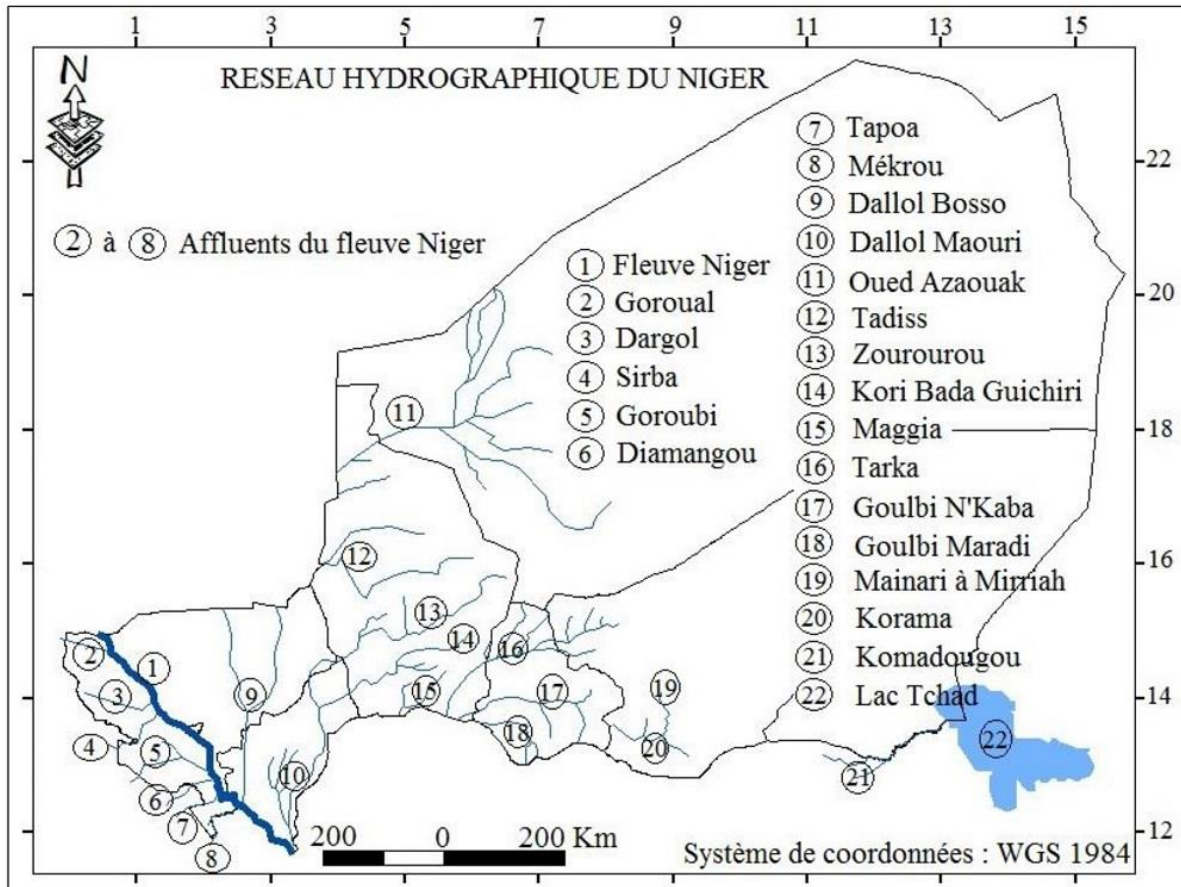 1 3 5 7 9 11 13 15
RESEAU HYDROGRAPHIQUE DU NIGER
N
② à ⑧ Affluents du fleuve Niger
① Fleuve Niger
② Goroual
③ Dargol
④ Sirba
⑤ Goroubi
⑥ Diamangou
⑦ Tapoa
⑧ Mékrou
⑨ Dallol Bosso
⑩ Dallol Maouri
⑪ Oued Azaouak
⑫ Tadiss
⑬ Zourourou
⑭ Kori Bada Guichiri
⑮ Maggia
⑯ Tarka
⑰ Goulbi N'Kaba
⑱ Goulbi Maradi
⑲ Mainari à Mirriah
⑳ Korama
㉑ Komadougou
㉒ Lac Tchad
22
20
18
16
14
12
⑪
⑫
⑬
⑭
⑯
②
①
③
⑨
⑮
⑰
⑲
④
⑤
⑱
⑳
㉒
⑥
⑩
㉑
⑦
⑧
200 0 200 Km
Système de coordonnées : WGS 1984